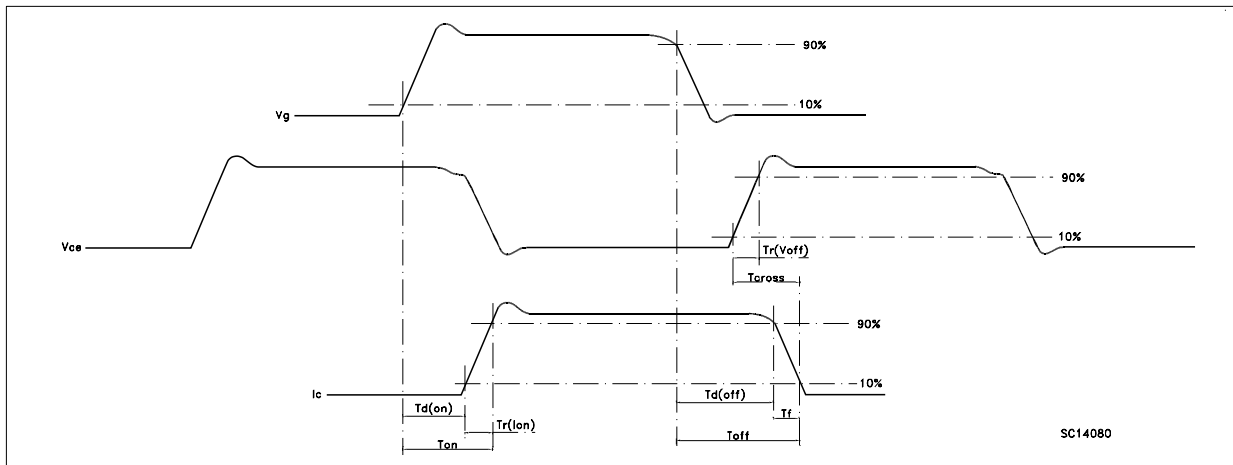 90%
10%
Vg
90%
Vce
10%
Tr(Voff)
Tcross
90%
10%
Ic
Td(on)
Td(off)
Tf
Tr(Ion)
Ton
Toff
SC14080